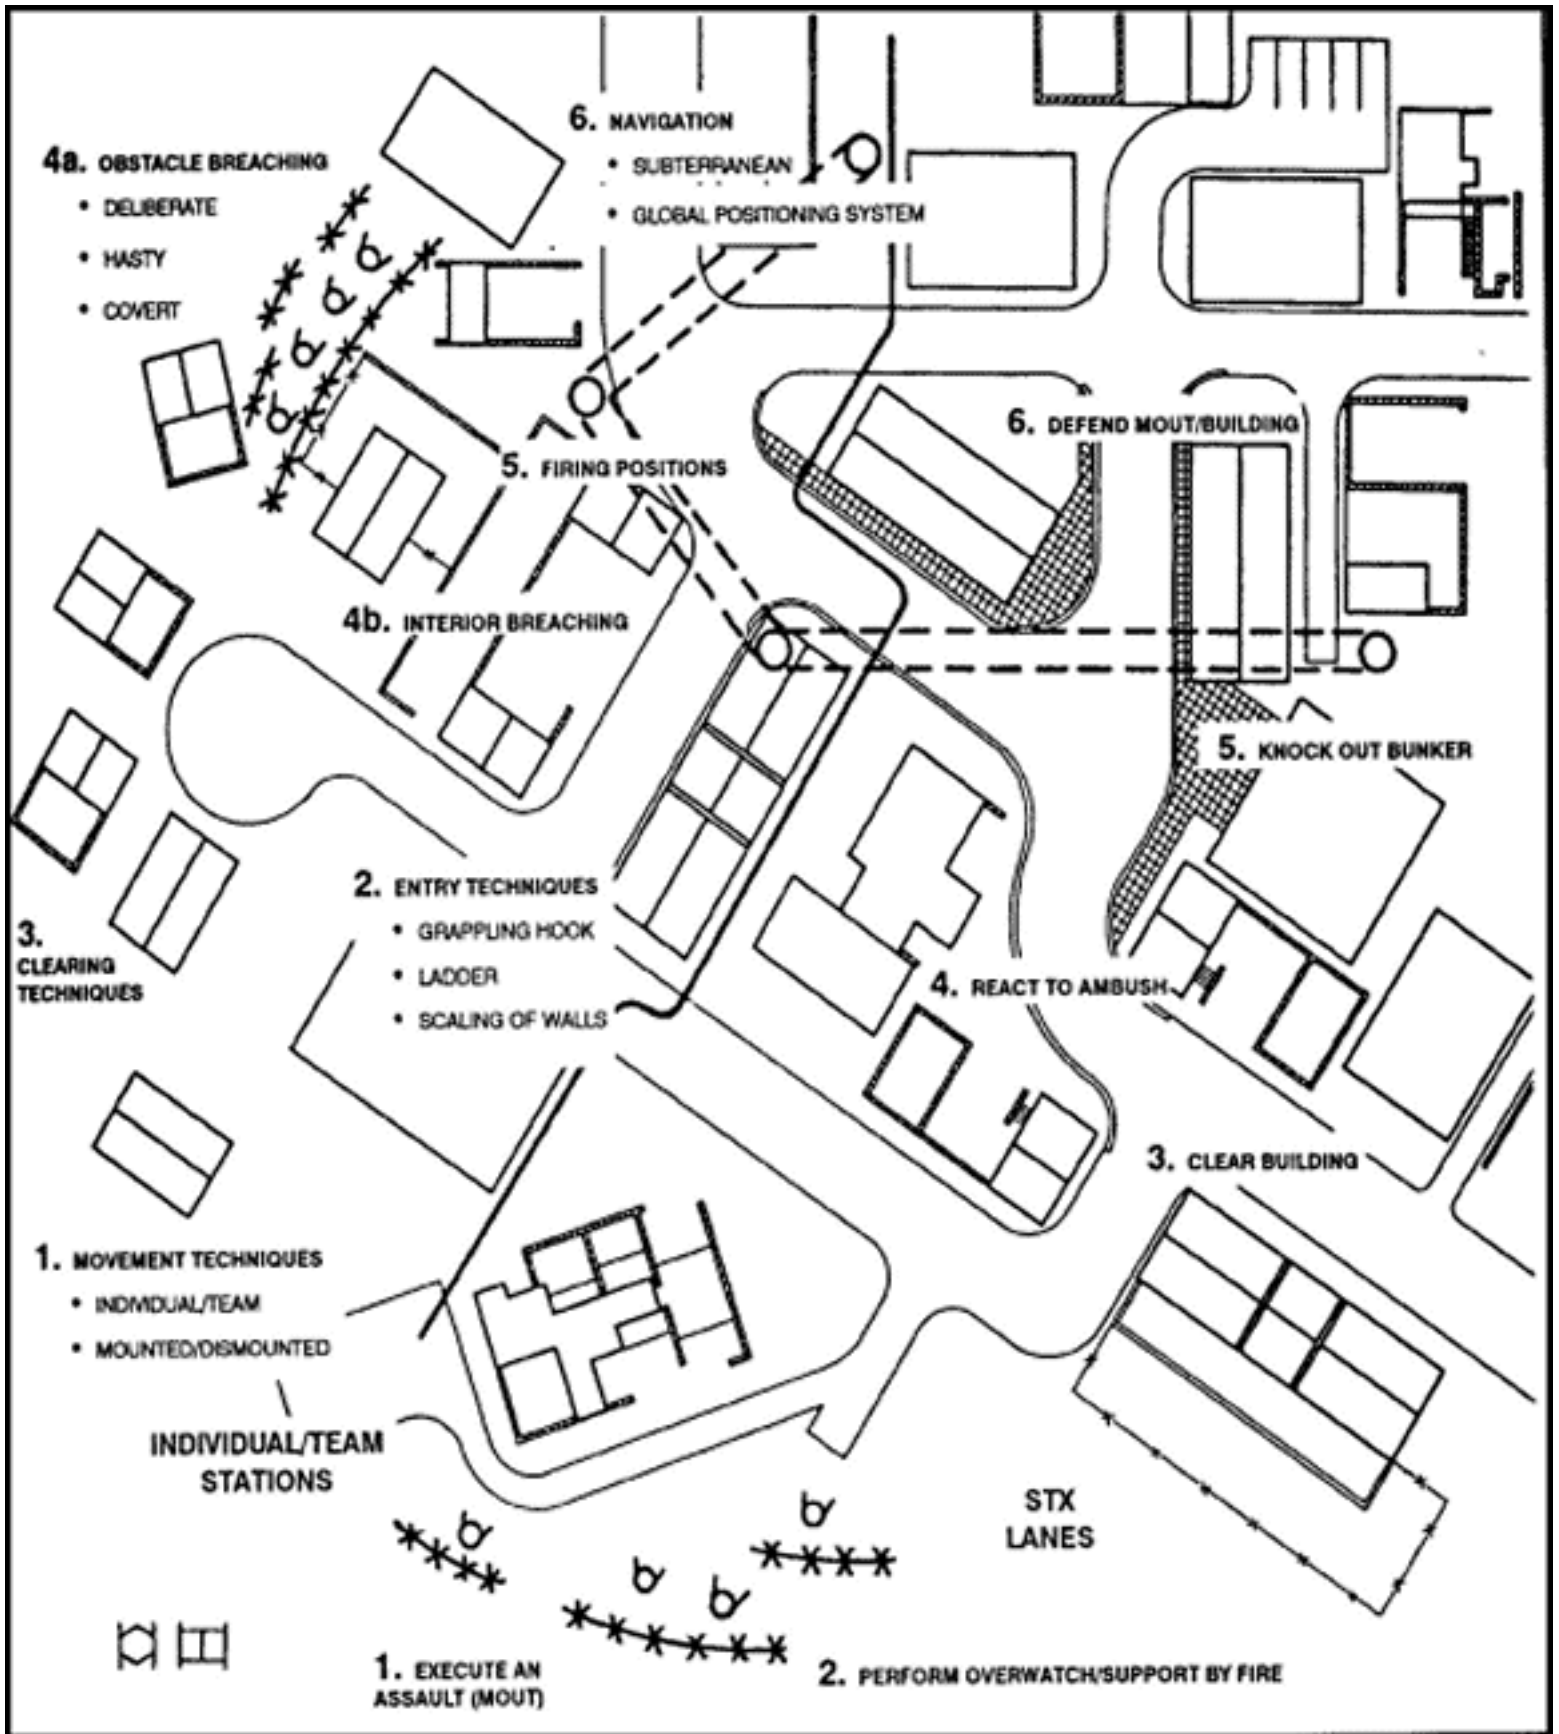 6. NAVIGATION
• SUBTERRANEAN
• GLOBAL POSITIONING SYSTEM
4a. OBSTACLE BREACHING
• DELIBERATE
• HASTY
• COVERT
6. DEFEND MOUT/BUILDING
5. FIRING POSITIONS
4b. INTERIOR BREACHING
5. KNOCK OUT BUNKER
2. ENTRY TECHNIQUES
• GRAPPLING HOOK
• LADDER
• SCALING OF WALLS
3.
CLEARING
TECHNIQUES
4. REACT TO AMBUSH
3. CLEAR BUILDING
1. MOVEMENT TECHNIQUES
• INDIVIDUAL/TEAM
• MOUNTED/DISMOUNTED
INDIVIDUAL/TEAM
STATIONS
STX
LANES
1. EXECUTE AN
ASSAULT (MOUT)
2. PERFORM OVERWATCH/SUPPORT BY FIRE